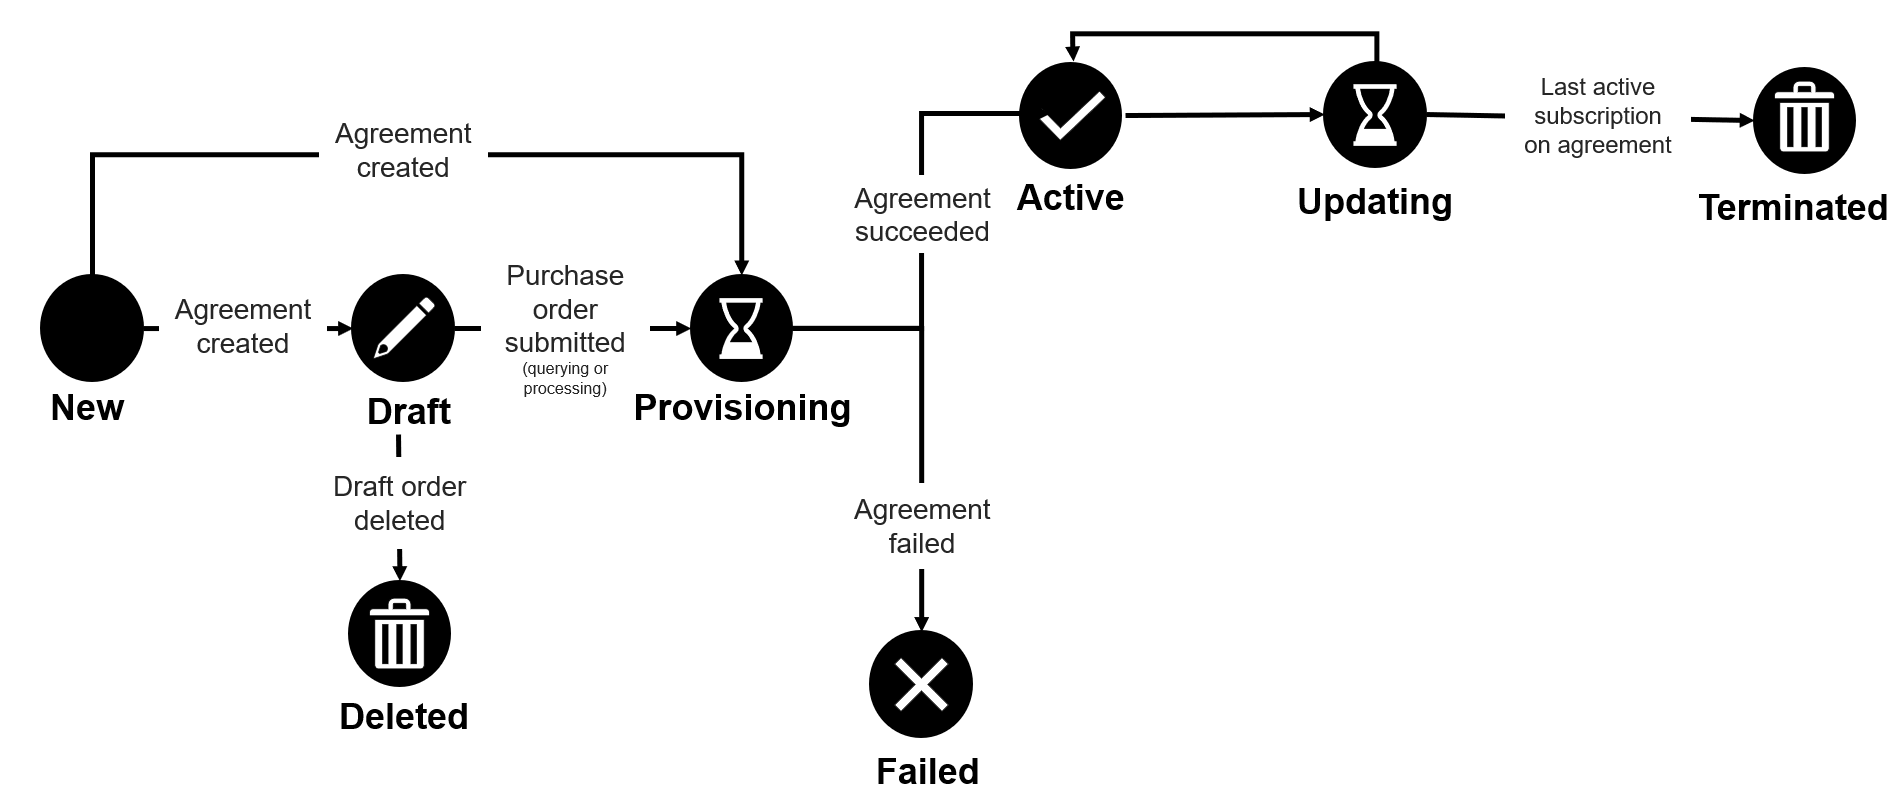 Agreement
created
Last active
subscription
on agreement
Agreement
succeeded
Active
Updating
Terminated
Agreement
created
Purchase
order
submitted
(querying or
processing)
New
Draft
Provisioning
Draft order
deleted
Agreement
failed
Deleted
Failed